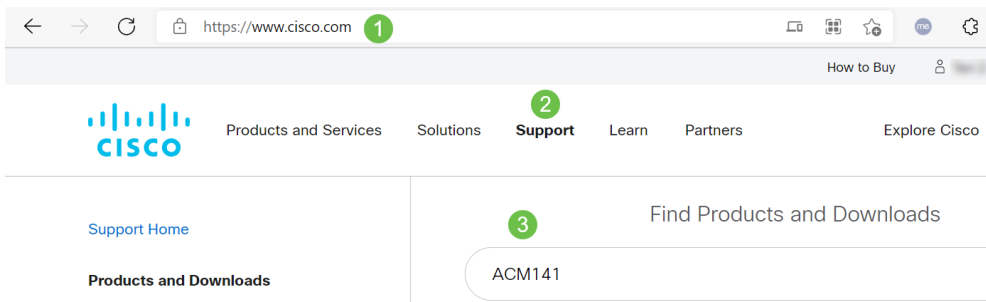 https://www.cisco.com 1
How to Buy
2
CISCO Products and Services Solutions Support Learn Partners Explore Cisco
Find Products and Downloads
Support Home
3
ACM141
Products and Downloads